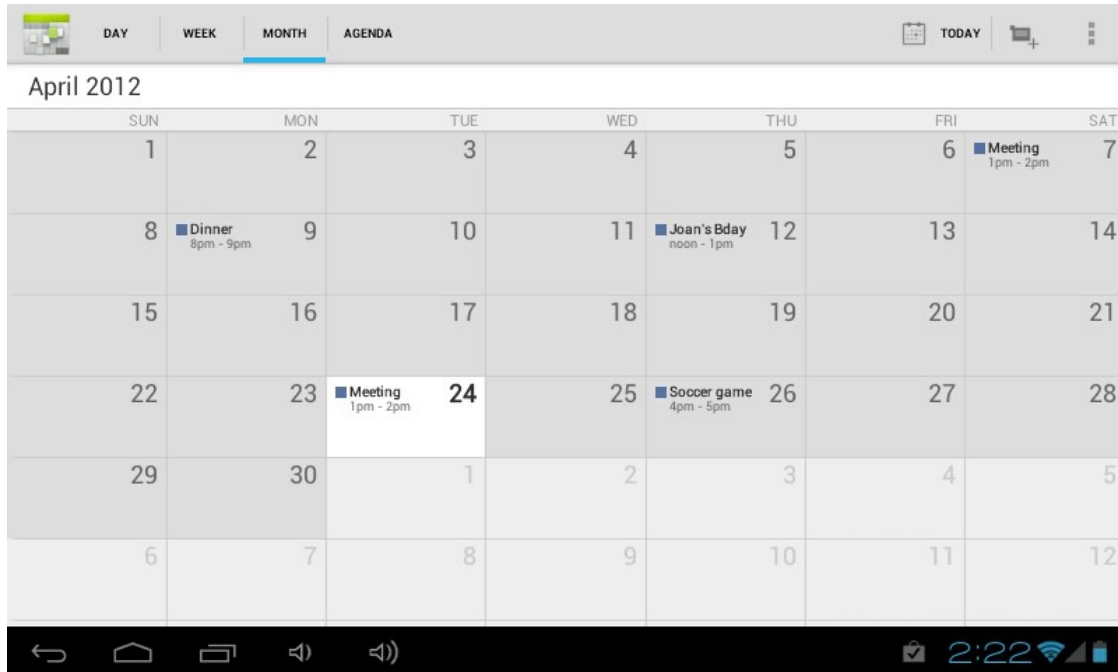 DAY WEEK MONTH AGENDA TODAY
April 2012
SUN MON TUE WED THU FRI SAT
1 2 3 4 5 6 Meeting 7
1pm - 2pm
8 Dinner 9 10 11 Joan's Bday 12 13 14
8pm - 9pm noon - 1pm
15 16 17 18 19 20 21
22 23 Meeting 24 25 Soccer game 26 27 28
1pm - 2pm 4pm - 5pm
29 30 1 2 3 4 5
6 7 8 9 10 11 12
2:22